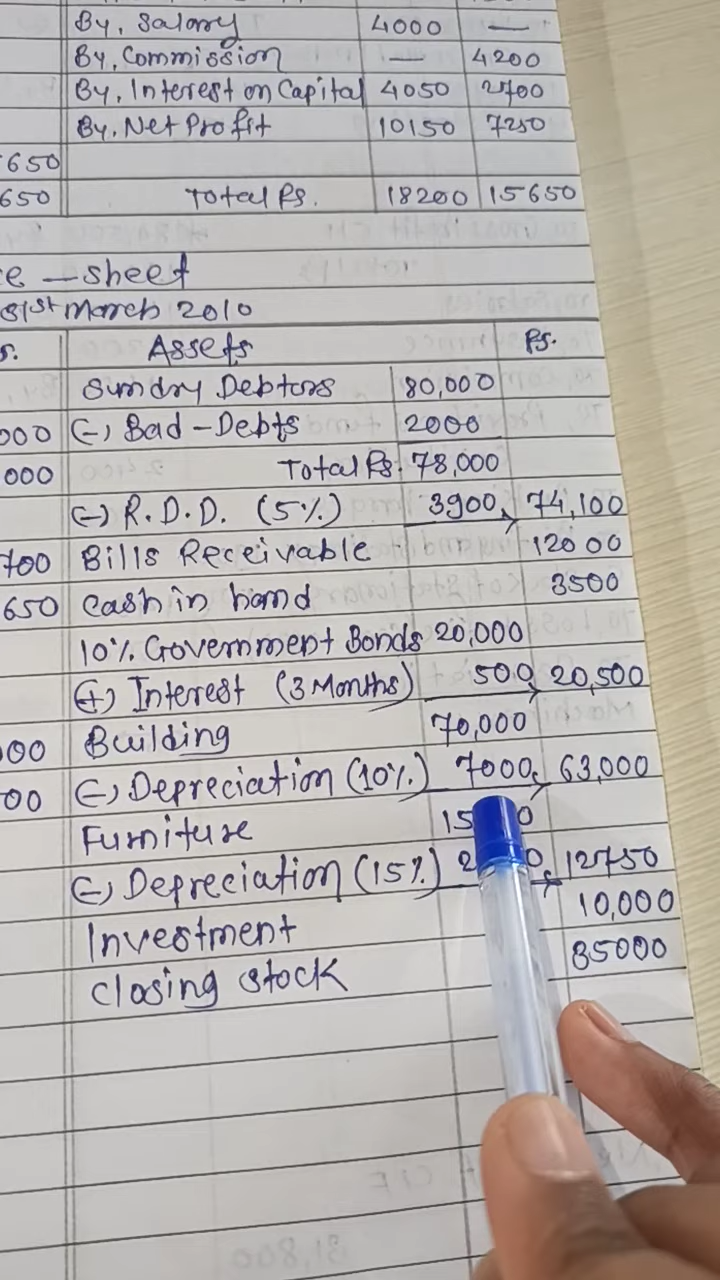 By, Salary 4000 —
By, Commission — 4200
By, Interest on Capital 4050 2700
By, Net Profit 10150 7250
650
650 Total Rs. 18200 15650
e - sheet
31st March 2010
s. Assets Rs.
Sundry Debtors 80,000
000 (-) Bad - Debts 2000
000 Total Rs. 78,000
(-) R.D.D. (5%) 3900, 74,100
700 Bills Receivable 12000
650 Cash in hand 3500
10% Government Bonds 20,000
(+) Interest (3 Months) 500, 20,500
000 Building 70,000
00 (-) Depreciation (10%) 7000, 63,000
Furniture
(-) Depreciation (15%) 12750
Investment 10,000
Closing stock 85000